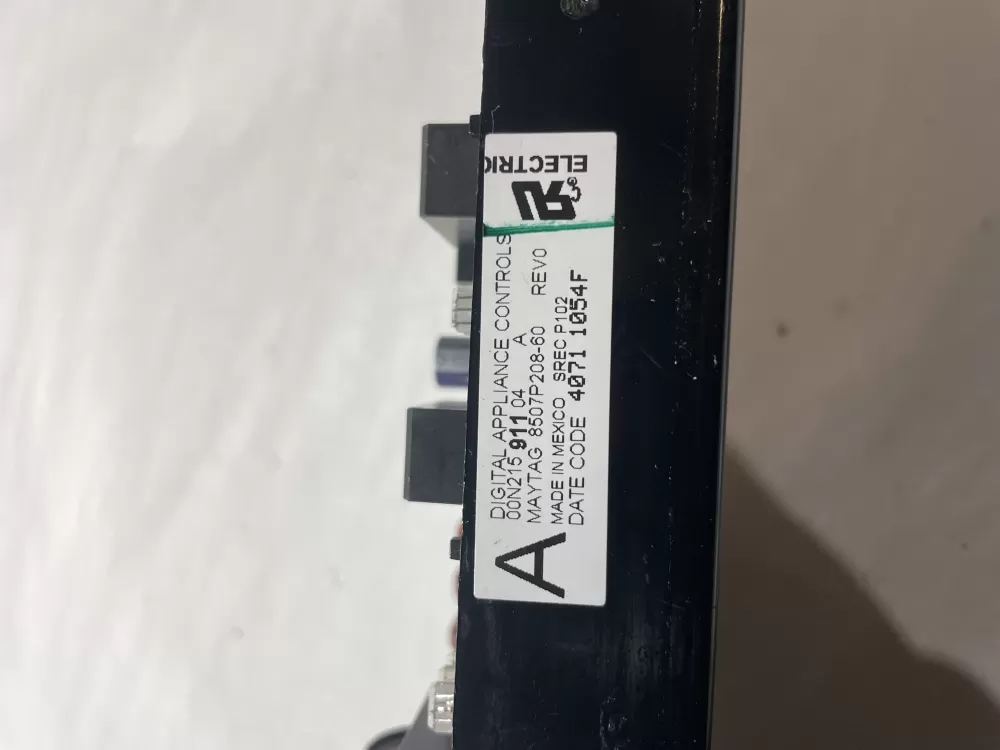 A
DIGITAL APPLIANCE CONTROLS
00N215 911 04 A
MAYTAG 8507P208-60 REV0
MADE IN MEXICO SREC P102
DATE CODE 4071 1054F
ELECTRIC
UR ®